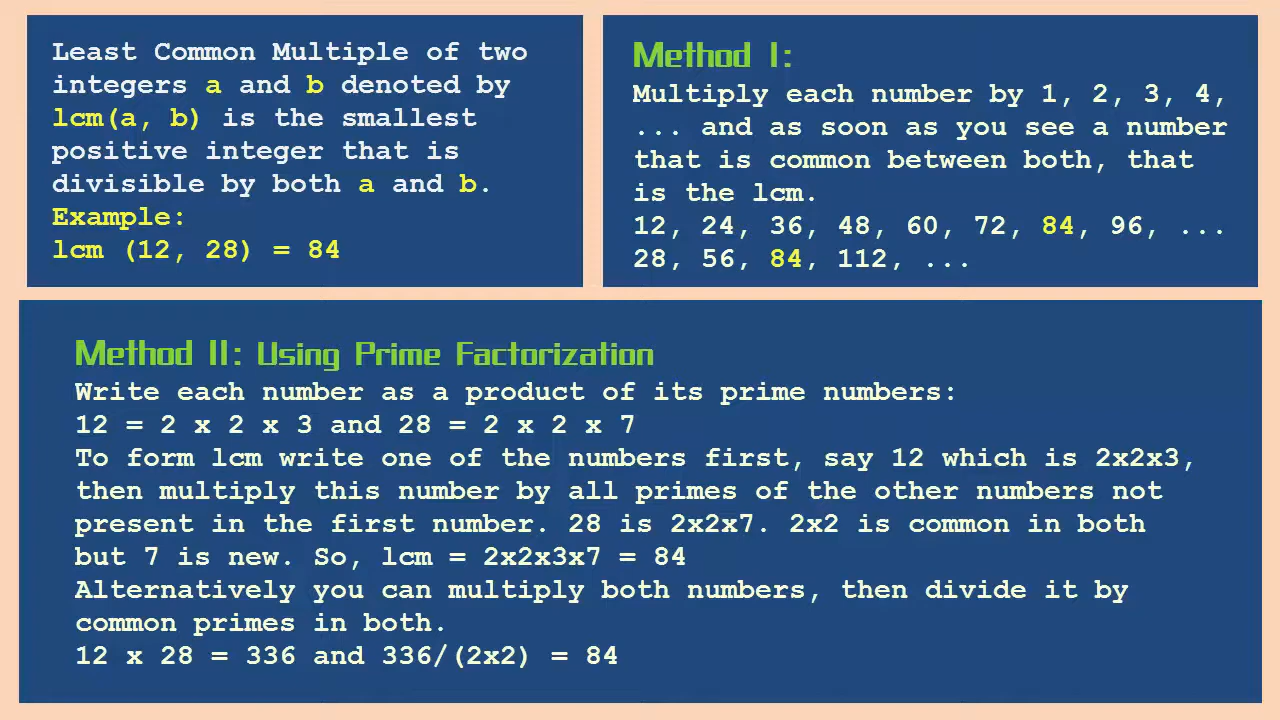 Least Common Multiple of two
integers a and b denoted by
lcm(a, b) is the smallest
positive integer that is
divisible by both a and b.
Example:
lcm (12, 28) = 84
Method I:
Multiply each number by 1, 2, 3, 4,
... and as soon as you see a number
that is common between both, that
is the lcm.
12, 24, 36, 48, 60, 72, 84, 96, ...
28, 56, 84, 112, ...
Method II: Using Prime Factorization
Write each number as a product of its prime numbers:
12 = 2 x 2 x 3 and 28 = 2 x 2 x 7
To form lcm write one of the numbers first, say 12 which is 2x2x3,
then multiply this number by all primes of the other numbers not
present in the first number. 28 is 2x2x7. 2x2 is common in both
but 7 is new. So, lcm = 2x2x3x7 = 84
Alternatively you can multiply both numbers, then divide it by
common primes in both.
12 x 28 = 336 and 336/(2x2) = 84